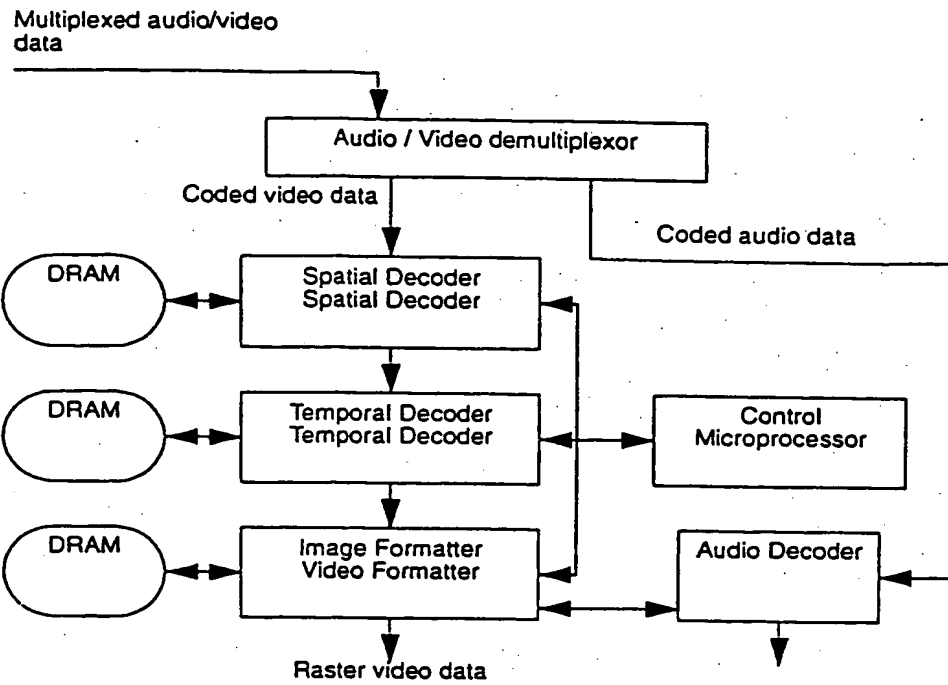 Multiplexed audio/video
data
Audio / Video demultiplexor
Coded video data
Coded audio data
DRAM
Spatial Decoder
Spatial Decoder
DRAM
Temporal Decoder
Temporal Decoder
Control
Microprocessor
DRAM
Image Formatter
Video Formatter
Audio Decoder
Raster video data